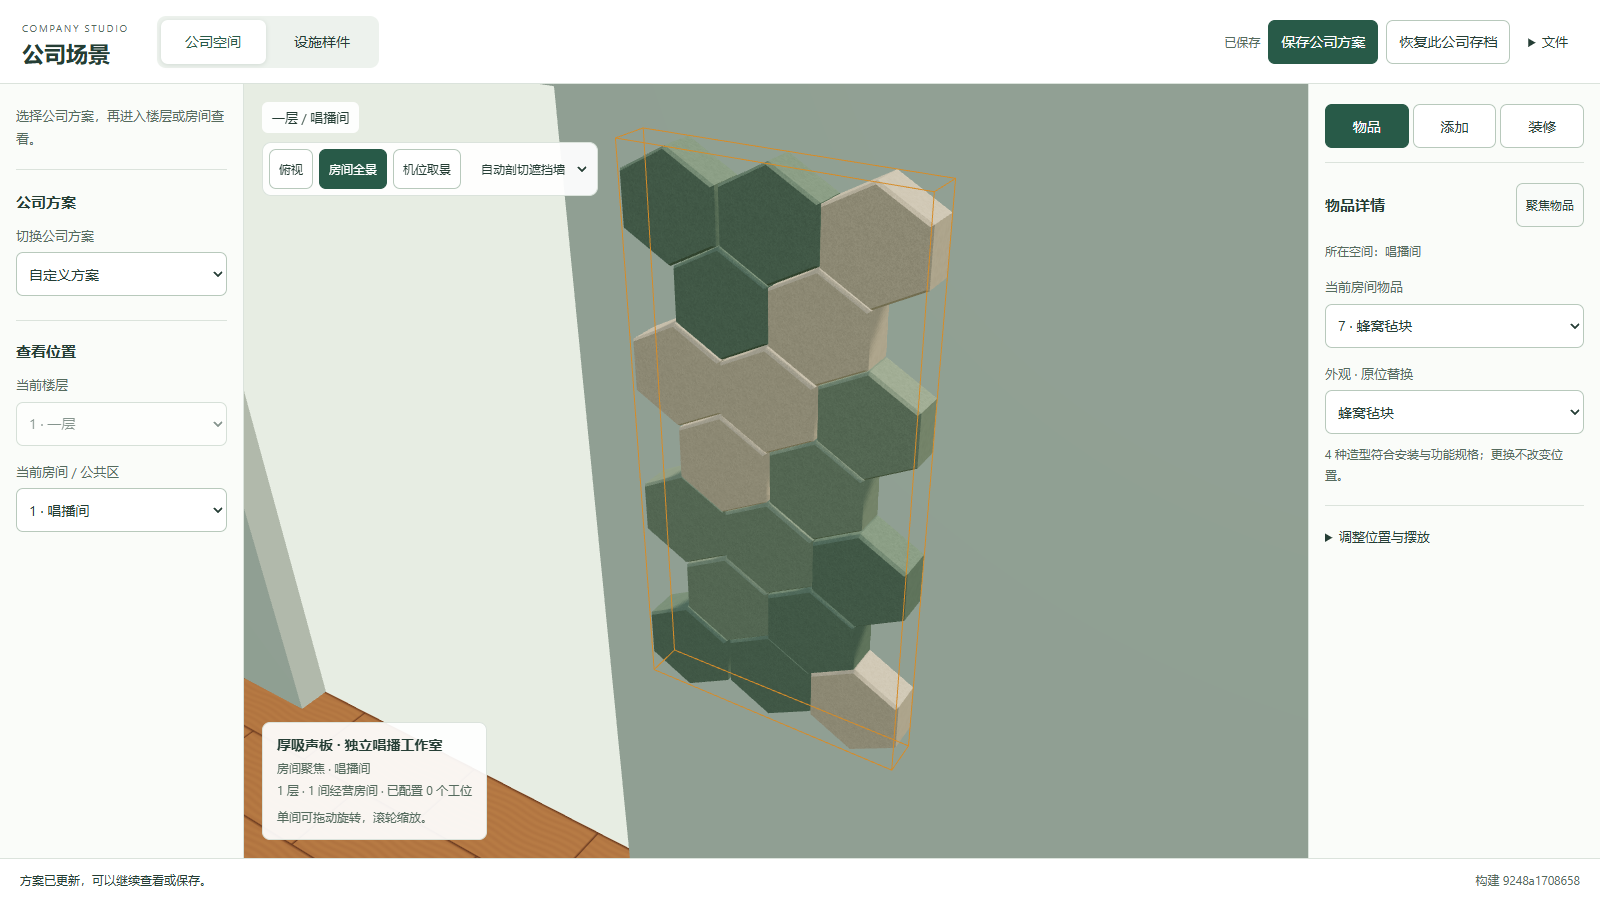 COMPANY STUDIO
公司场景
公司空间
设施样件
已保存
保存公司方案
恢复此公司存档
▶ 文件
选择公司方案，再进入楼层或房间查
看。
公司方案
切换公司方案
自定义方案
查看位置
当前楼层
1 · 一层
当前房间 / 公共区
1 · 唱播间
一层 / 唱播间
俯视
房间全景
机位取景
自动剖切遮挡墙
厚吸声板 · 独立唱播工作室
房间聚焦 · 唱播间
1 层 · 1 间经营房间 · 已配置 0 个工位
单间可拖动旋转，滚轮缩放。
物品
添加
装修
物品详情
聚焦物品
所在空间：唱播间
当前房间物品
7 · 蜂窝毡块
外观 · 原位替换
蜂窝毡块
4 种造型符合安装与功能规格；更换不改变位
置。
▶ 调整位置与摆放
方案已更新，可以继续查看或保存。
构建 9248a1708658